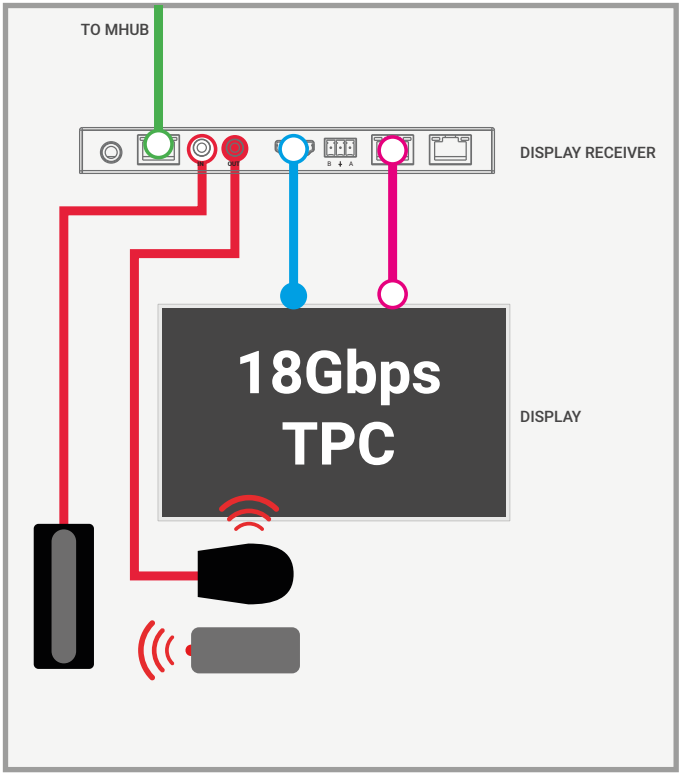 TO MHUB
IN
OUT
B
A
DISPLAY RECEIVER
18Gbps
TPC
DISPLAY